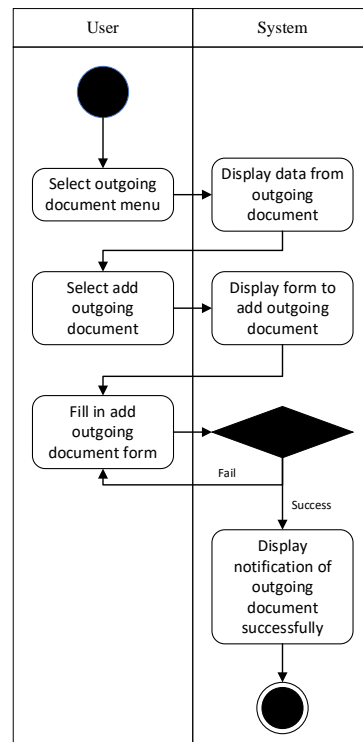 User
System
Select outgoing
document menu
Display data from
outgoing
document
Select add
outgoing
document
Display form to
add outgoing
document
Fill in add
outgoing
document form
Fail
Success
Display
notification of
outgoing
document
successfully